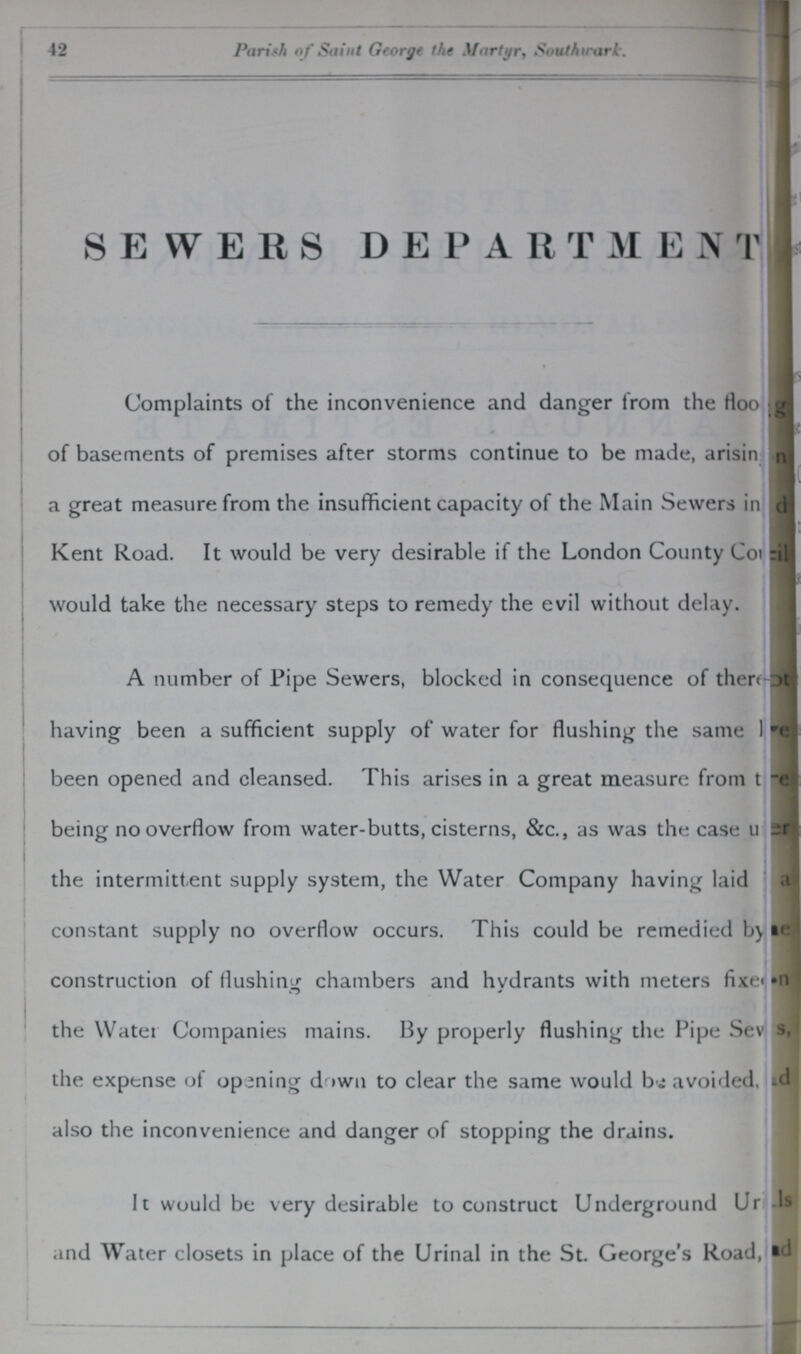 42 Parish of Saint George the Martyr, Southwark.
SEWERS DEPARTMENT
Complaints of the inconvenience and danger from the
of basements of premises after storms continue to be made,
a great measure from the insufficient capacity of the Main Sewers in
Kent Road. It would be very desirable if the London County
would take the necessary steps to remedy the evil without delay.
A number of Pipe Sewers, blocked in consequence of
having been a sufficient supply of water for flushing the same
been opened and cleansed. This arises in a great measure from
being no overflow from water-butts, cisterns, &c., as was the case
the intermittent supply system, the Water Company having laid a
constant supply no overflow occurs. This could be remedied by
construction of flushing chambers and hydrants with meters
the Water Companies mains. By properly flushing the Pipe
the expense of opening down to clear the same would be avoided,
also the inconvenience and danger of stopping the drains.
It would be very desirable to construct Underground
and Water closets in place of the Urinal in the St. George's Road,